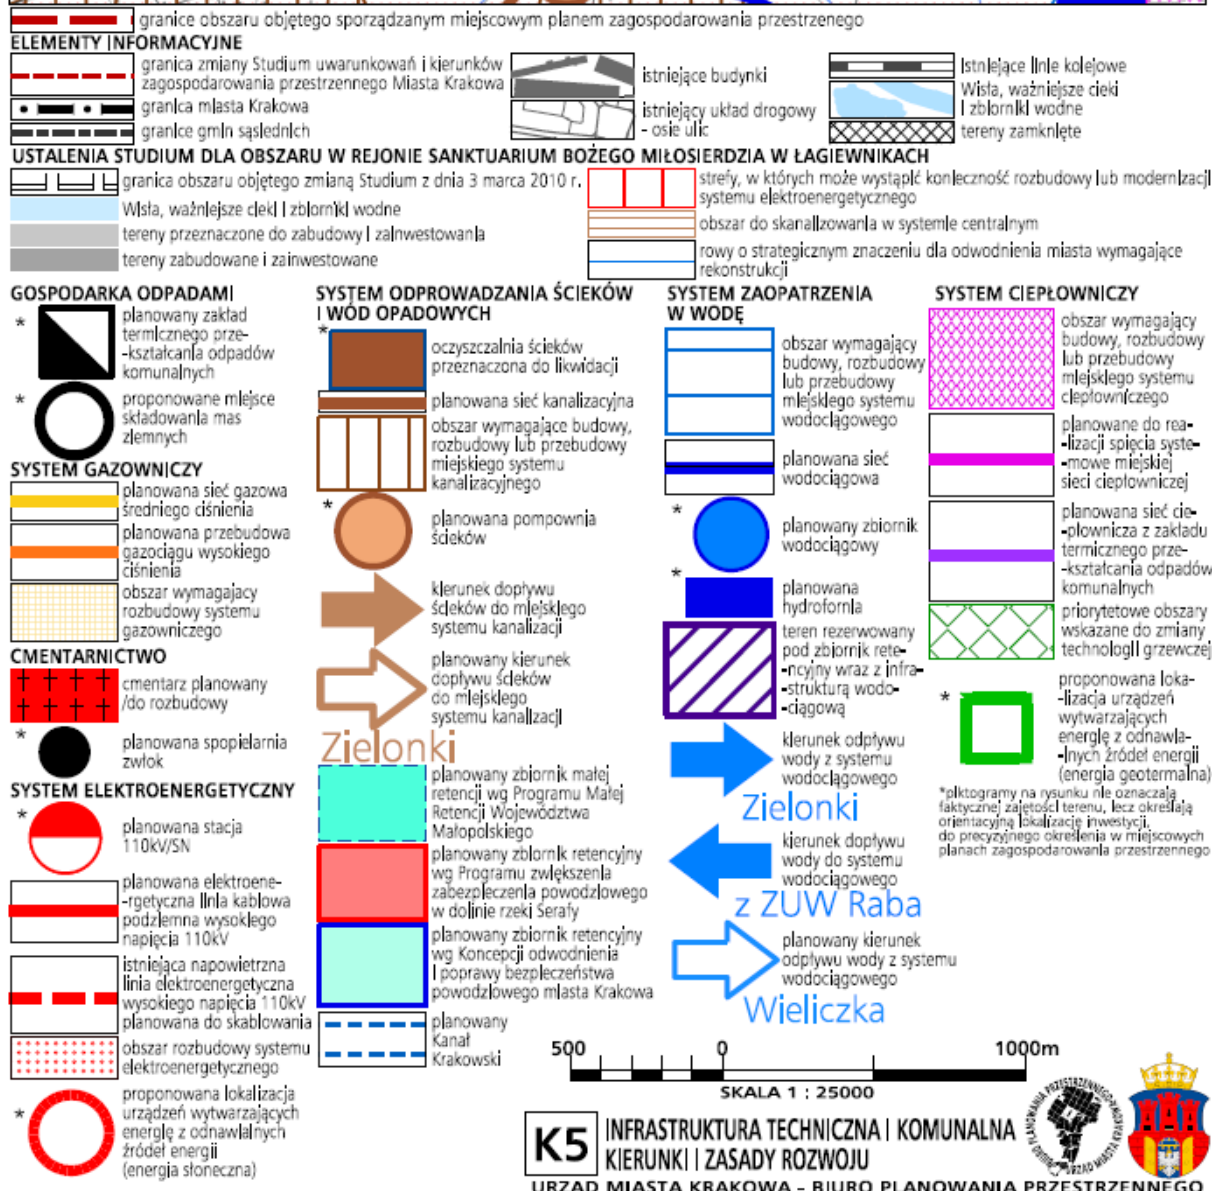 granice obszaru objętego sporządzanym miejscowym planem zagospodarowania przestrzenego
ELEMENTY INFORMACYJNE
granica zmiany Studium uwarunkowań i kierunków
zagospodarowania przestrzennego Miasta Krakowa
granica miasta Krakowa
granice gmin sąsiednich
istniejące budynki
istniejący układ drogowy
- osie ulic
istniejące linie kolejowe
Wisła, ważniejsze cieki
i zbiorniki wodne
tereny zamknięte
USTALENIA STUDIUM DLA OBSZARU W REJONIE SANKTUARIUM BOŻEGO MIŁOSIERDZIA W ŁAGIEWNIKACH
granica obszaru objętego zmianą Studium z dnia 3 marca 2010 r.
Wisła, ważniejsze cieki i zbiorniki wodne
tereny przeznaczone do zabudowy i zainwestowania
tereny zabudowane i zainwestowane
strefy, w których może wystąpić konieczność rozbudowy lub modernizacji
systemu elektroenergetycznego
obszar do skanalizowania w systemie centralnym
rowy o strategicznym znaczeniu dla odwodnienia miasta wymagające
rekonstrukcji
GOSPODARKA ODPADAMI
* planowany zakład
termicznego prze-
-kształcania odpadów
komunalnych
* proponowane miejsce
składowania mas
ziemnych
SYSTEM GAZOWNICZY
planowana sieć gazowa
średniego ciśnienia
planowana przebudowa
gazociągu wysokiego
ciśnienia
obszar wymagajacy
rozbudowy systemu
gazowniczego
CMENTARNICTWO
cmentarz planowany
/do rozbudowy
* planowana spopielarnia
zwłok
SYSTEM ELEKTROENERGETYCZNY
* planowana stacja
110kV/SN
planowana elektroene-
-rgetyczna linia kablowa
podziemna wysokiego
napięcia 110kV
istniejąca napowietrzna
linia elektroenergetyczna
wysokiego napięcia 110kV
planowana do skablowania
obszar rozbudowy systemu
elektroenergetycznego
* proponowana lokalizacja
urządzeń wytwarzających
energię z odnawialnych
źródeł energii
(energia słoneczna)
SYSTEM ODPROWADZANIA ŚCIEKÓW
I WÓD OPADOWYCH
* oczyszczalnia ścieków
przeznaczona do likwidacji
planowana sieć kanalizacyjna
obszar wymagające budowy,
rozbudowy lub przebudowy
miejskiego systemu
kanalizacyjnego
* planowana pompownia
ścieków
kierunek dopływu
ścieków do miejskiego
systemu kanalizacji
planowany kierunek
dopływu ścieków
do miejskiego
systemu kanalizacji
Zielonki
planowany zbiornik małej
retencji wg Programu Małej
Retencji Województwa
Małopolskiego
planowany zbiornik retencyjny
wg Programu zwiększenia
zabezpieczenia powodziowego
w dolinie rzeki Serafy
planowany zbiornik retencyjny
wg Koncepcji odwodnienia
i poprawy bezpieczeństwa
powodziowego miasta Krakowa
planowany
Kanał
Krakowski
SYSTEM ZAOPATRZENIA
W WODĘ
obszar wymagający
budowy, rozbudowy
lub przebudowy
miejskiego systemu
wodociągowego
planowana sieć
wodociągowa
* planowany zbiornik
wodociągowy
* planowana
hydrofornia
teren rezerwowany
pod zbiornik rete-
-ncyjny wraz z infra-
-strukturą wodo-
-ciągową
kierunek odpływu
wody z systemu
wodociągowego
Zielonki
kierunek dopływu
wody do systemu
wodociągowego
z ZUW Raba
planowany kierunek
odpływu wody z systemu
wodociągowego
Wieliczka
SYSTEM CIEPŁOWNICZY
obszar wymagający
budowy, rozbudowy
lub przebudowy
miejskiego systemu
ciepłowniczego
planowane do rea-
-lizacji spięcia syste-
-mowe miejskiej
sieci ciepłowniczej
planowana sieć cie-
-płownicza z zakładu
termicznego prze-
-kształcania odpadów
komunalnych
priorytetowe obszary
wskazane do zmiany
technologii grzewczej
* proponowana loka-
-lizacja urządzeń
wytwarzających
energię z odnawia-
-lnych źródeł energii
(energia geotermalna)
*piktogramy na rysunku nie oznaczają
faktycznej zajętości terenu, lecz określają
orientacyjną lokalizację inwestycji,
do precyzyjnego określenia w miejscowych
planach zagospodarowania przestrzennego
500 0 1000m
SKALA 1 : 25000
K5 INFRASTRUKTURA TECHNICZNA I KOMUNALNA
KIERUNKI I ZASADY ROZWOJU
URZĄD MIASTA KRAKOWA – BIURO PLANOWANIA PRZESTRZENNEGO